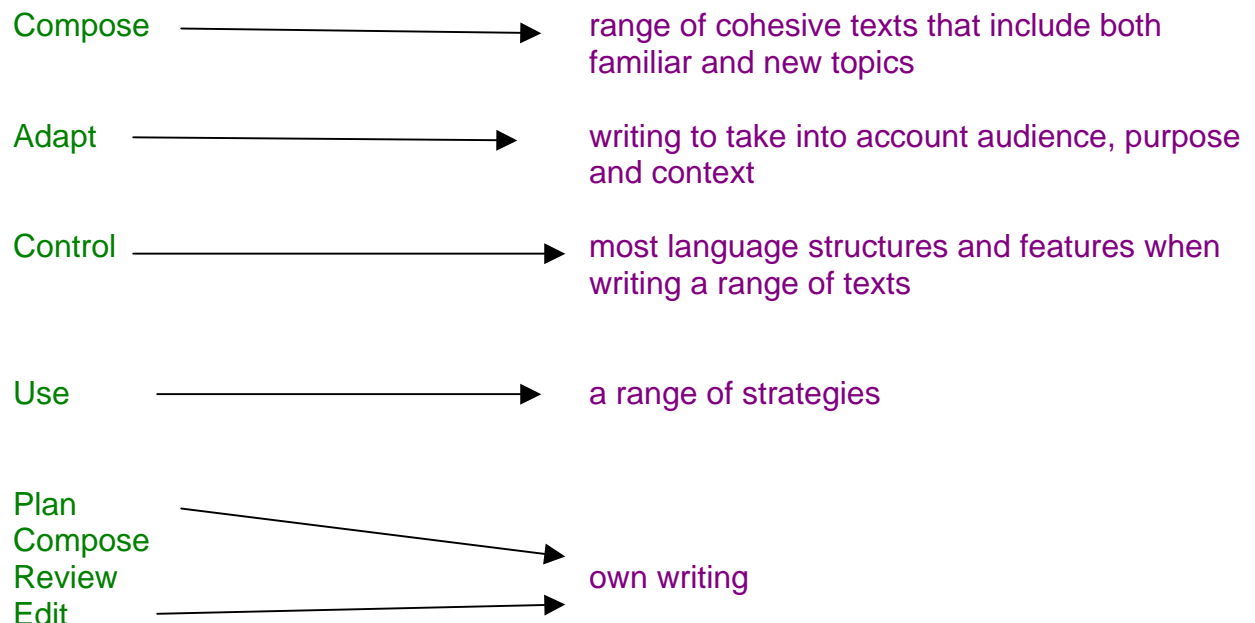 Compose range of cohesive texts that include both
familiar and new topics
Adapt writing to take into account audience, purpose
and context
Control most language structures and features when
writing a range of texts
Use a range of strategies
Plan
Compose
Review own writing
Edit